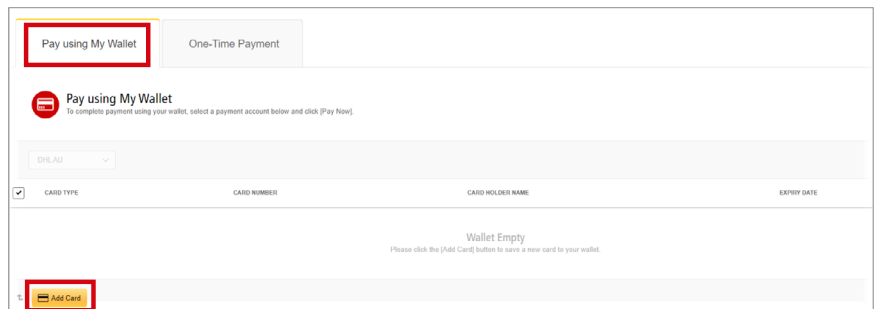 Pay using My Wallet
One-Time Payment
Pay using My Wallet
To complete payment using your wallet, select a payment account below and click [Pay Now].
DHLAU
CARD TYPE CARD NUMBER CARD HOLDER NAME EXPIRY DATE
Wallet Empty
Please click the [Add Card] button to save a new card to your wallet.
Add Card